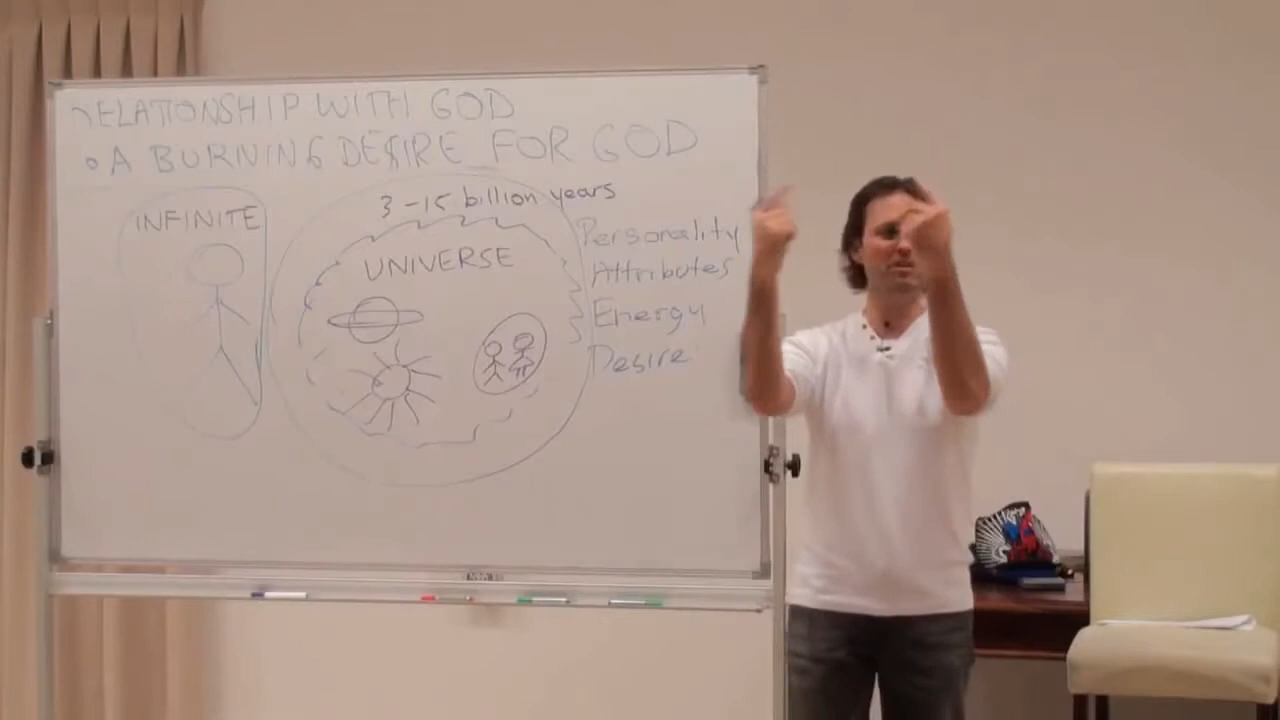 RELATIONSHIP WITH GOD
• A BURNING DESIRE FOR GOD
3-15 billion years
INFINITE
UNIVERSE
Personality
Attributes
Energy
Desire